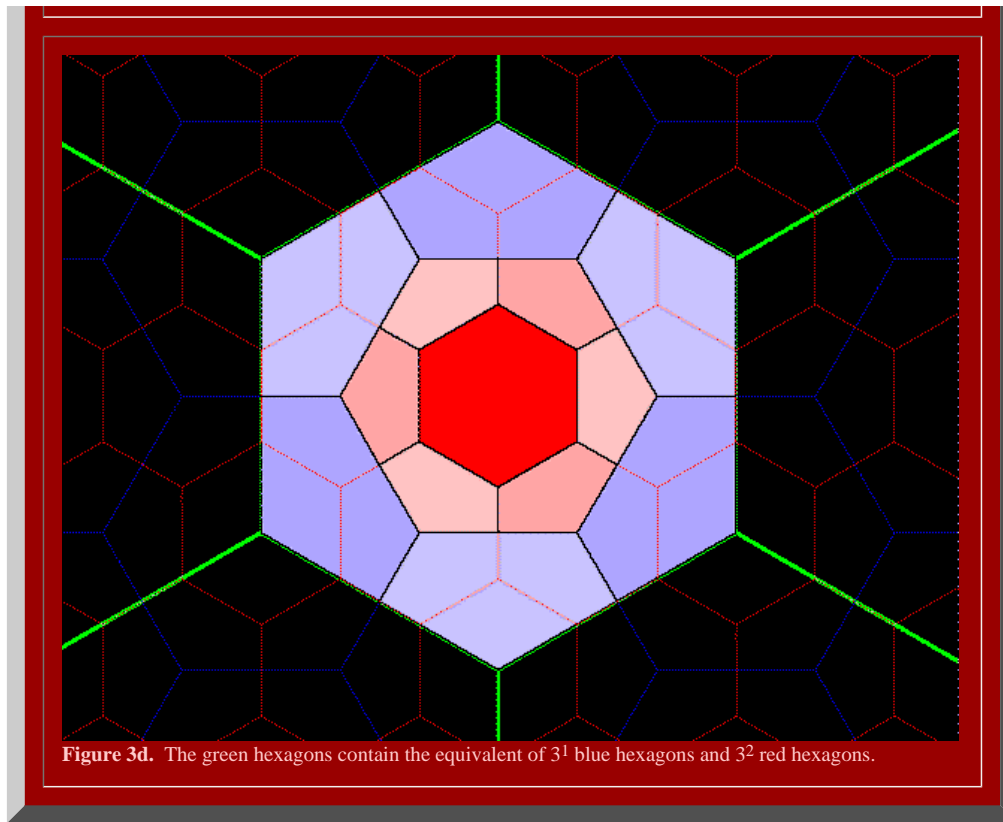 Figure 3d. The green hexagons contain the equivalent of 3¹ blue hexagons and 3² red hexagons.